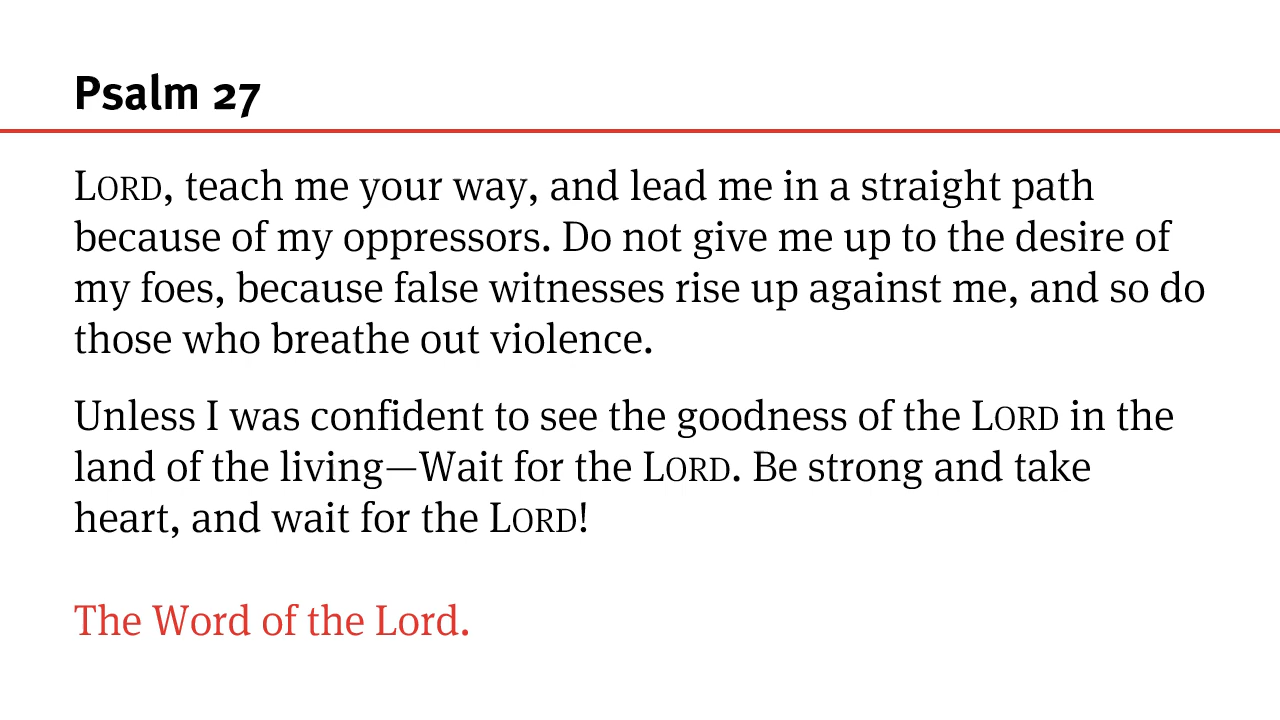 Psalm 27
LORD, teach me your way, and lead me in a straight path
because of my oppressors. Do not give me up to the desire of
my foes, because false witnesses rise up against me, and so do
those who breathe out violence.
Unless I was confident to see the goodness of the LORD in the
land of the living—Wait for the LORD. Be strong and take
heart, and wait for the LORD!
The Word of the Lord.